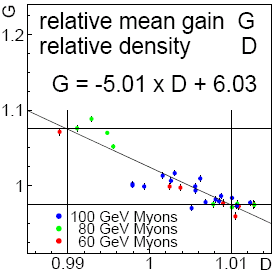 G
1.2
relative mean gain G
relative density D
G = -5.01 x D + 6.03
1.1
1
100 GeV Myons
80 GeV Myons
60 GeV Myons
0.99 1 1.01 D